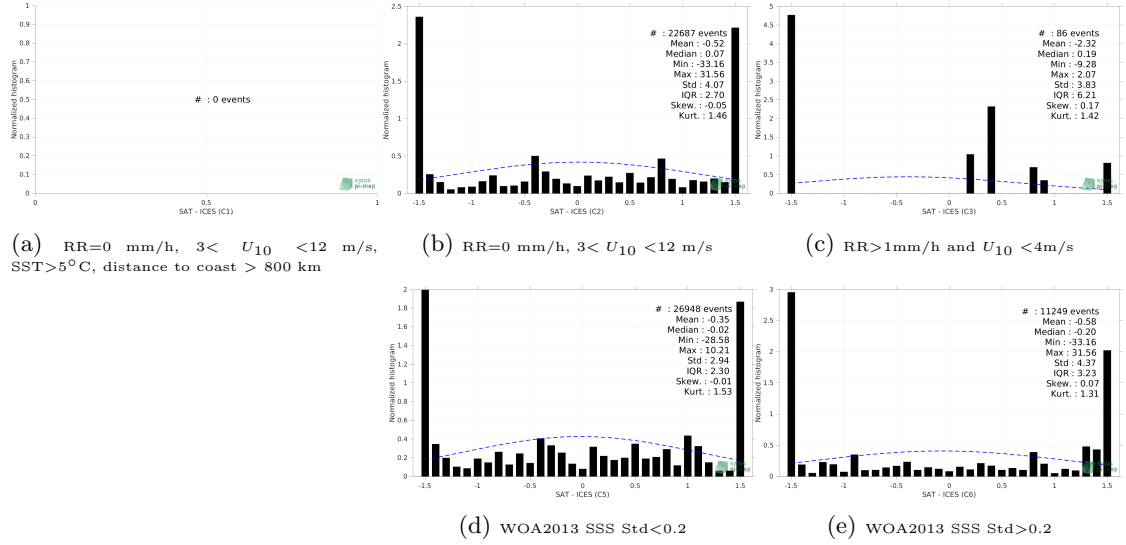 1
0.9
0.8
0.7
0.6
0.5
0.4
0.3
0.2
0.1
0
Normalized histogram
# : 0 events
0 0.5 1
SAT - ICES (C1)
smos
pi-mep
(a) RR=0 mm/h, 3< U10 <12 m/s,
SST>5°C, distance to coast > 800 km
2.5
2
1.5
1
0.5
0
Normalized histogram
# : 22687 events
Mean : -0.52
Median : 0.07
Min : -33.16
Max : 31.56
Std : 4.07
IQR : 2.70
Skew. : -0.05
Kurt. : 1.46
-1.5 -1 -0.5 0 0.5 1 1.5
SAT - ICES (C2)
smos
pi-mep
(b) RR=0 mm/h, 3< U10 <12 m/s
5
4.5
4
3.5
3
2.5
2
1.5
1
0.5
0
Normalized histogram
# : 86 events
Mean : -2.32
Median : 0.19
Min : -9.28
Max : 2.07
Std : 3.83
IQR : 6.21
Skew. : 0.17
Kurt. : 1.42
-1.5 -1 -0.5 0 0.5 1 1.5
SAT - ICES (C3)
smos
pi-mep
(c) RR>1mm/h and U10 <4m/s
2
1.8
1.6
1.4
1.2
1
0.8
0.6
0.4
0.2
0
Normalized histogram
# : 26948 events
Mean : -0.35
Median : -0.02
Min : -28.58
Max : 10.21
Std : 2.94
IQR : 2.30
Skew. : -0.01
Kurt. : 1.53
-1.5 -1 -0.5 0 0.5 1 1.5
SAT - ICES (C5)
smos
pi-mep
(d) WOA2013 SSS Std<0.2
3
2.5
2
1.5
1
0.5
0
Normalized histogram
# : 11249 events
Mean : -0.58
Median : -0.20
Min : -33.16
Max : 31.56
Std : 4.37
IQR : 3.23
Skew. : 0.07
Kurt. : 1.31
-1.5 -1 -0.5 0 0.5 1 1.5
SAT - ICES (C6)
smos
pi-mep
(e) WOA2013 SSS Std>0.2